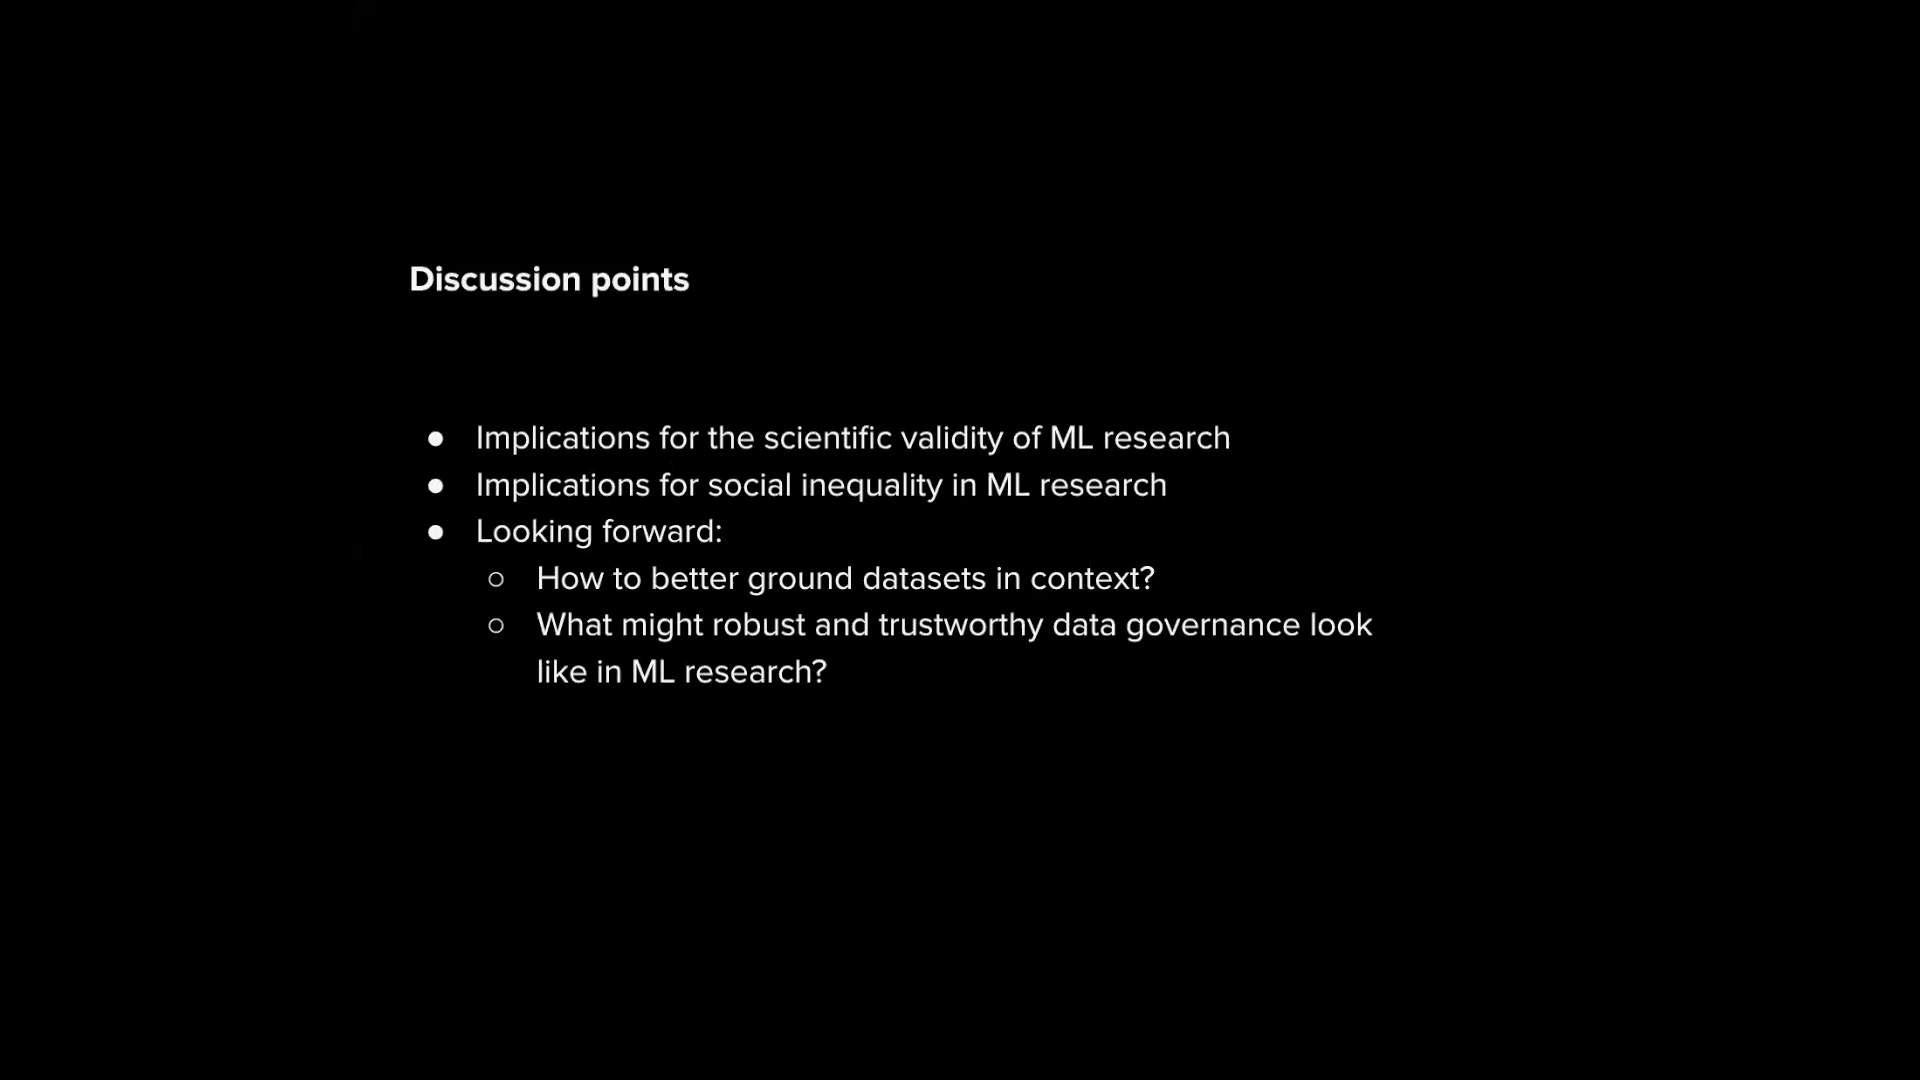 Discussion points
● Implications for the scientific validity of ML research
● Implications for social inequality in ML research
● Looking forward:
○ How to better ground datasets in context?
○ What might robust and trustworthy data governance look
like in ML research?